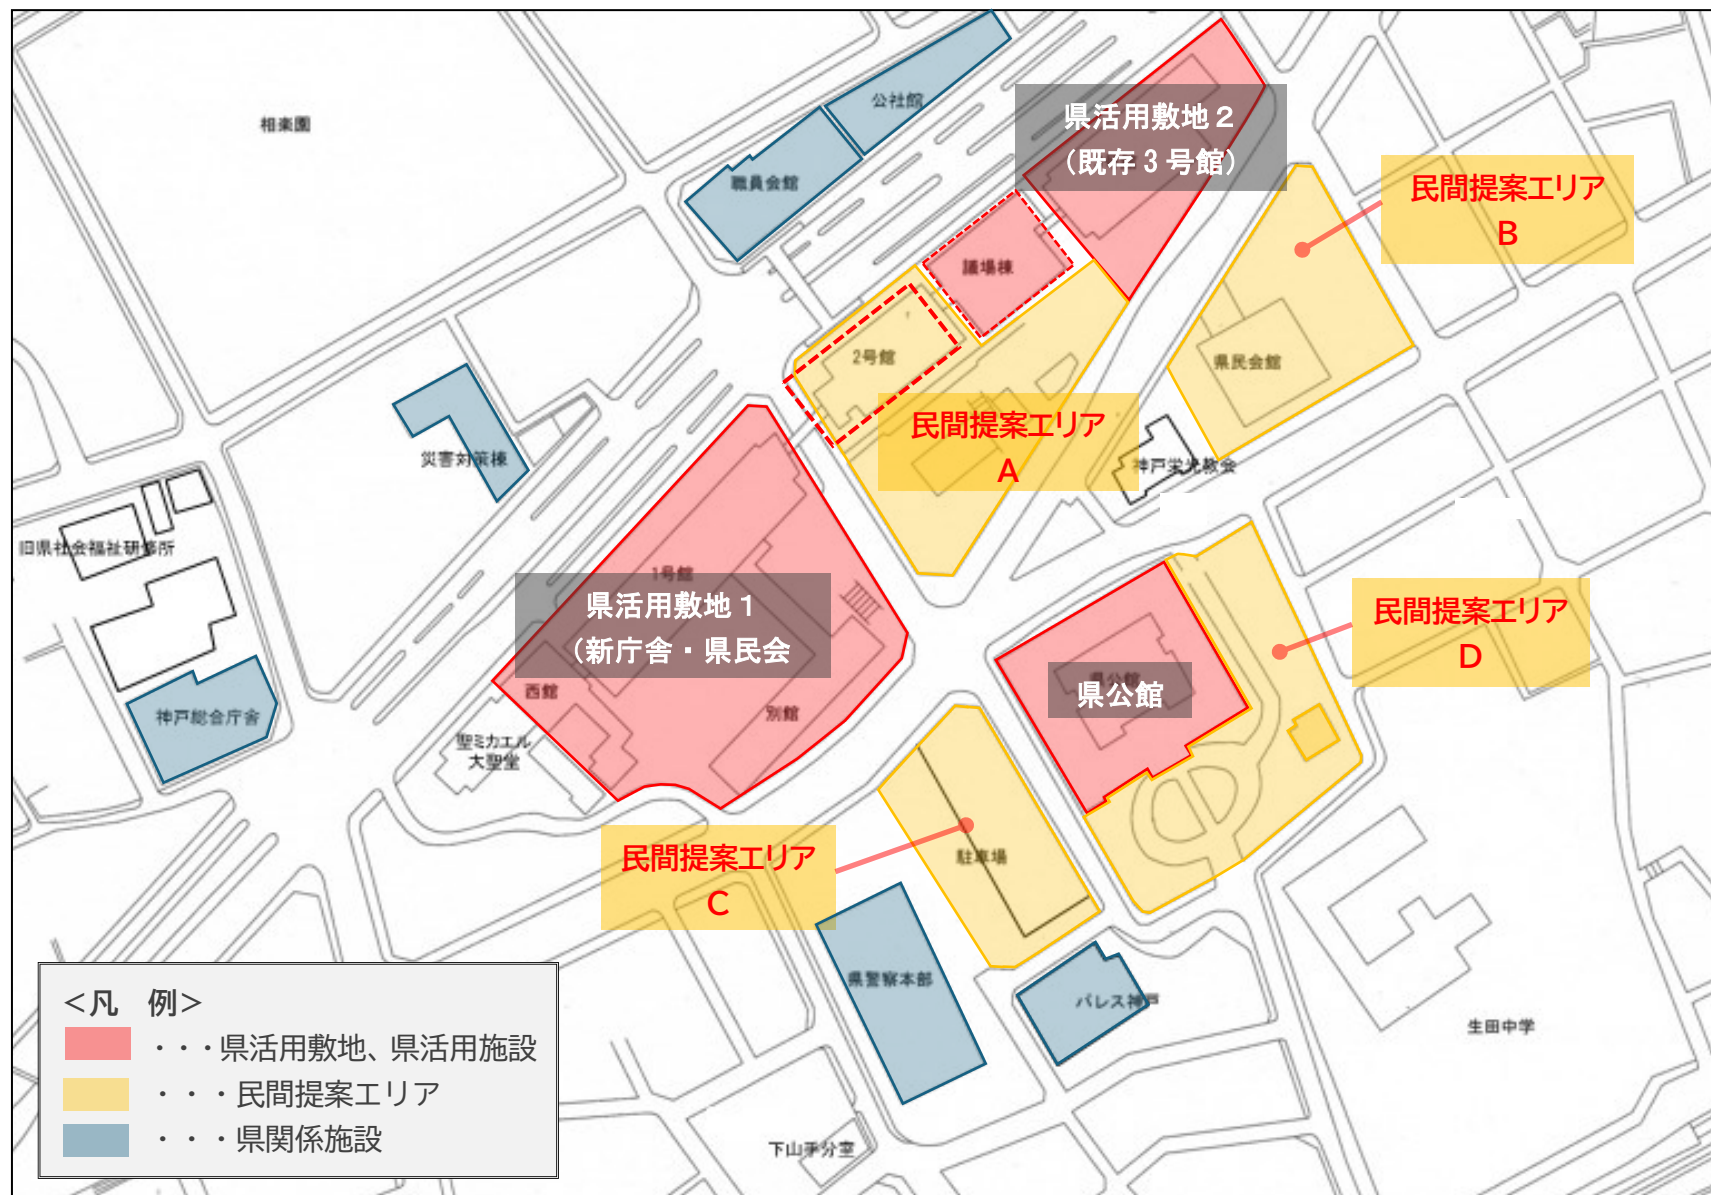 相楽園
公社館
職員会館
県活用敷地２
（既存３号館）
民間提案エリア
B
議場棟
2号館
県民会館
民間提案エリア
A
神戸栄光教会
災害対策棟
旧県社会福祉研修所
1号館
県活用敷地１
（新庁舎・県民会
西館
別館
聖ミカエル
大聖堂
神戸総合庁舎
県公館
県公館
民間提案エリア
D
民間提案エリア
C
駐車場
県警察本部
パレス神戸
生田中学
下山手分室
＜凡　例＞
・・・県活用敷地、県活用施設
・・・民間提案エリア
・・・県関係施設